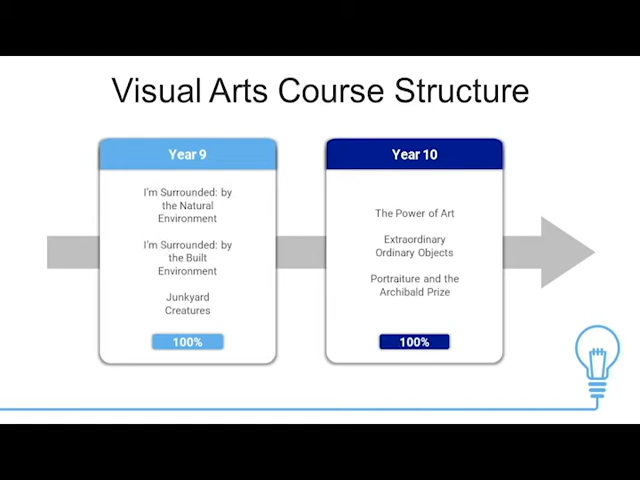 Visual Arts Course Structure
Year 9
I'm Surrounded: by
the Natural
Environment
I'm Surrounded: by
the Built
Environment
Junkyard
Creatures
100%
Year 10
The Power of Art
Extraordinary
Ordinary Objects
Portraiture and the
Archibald Prize
100%